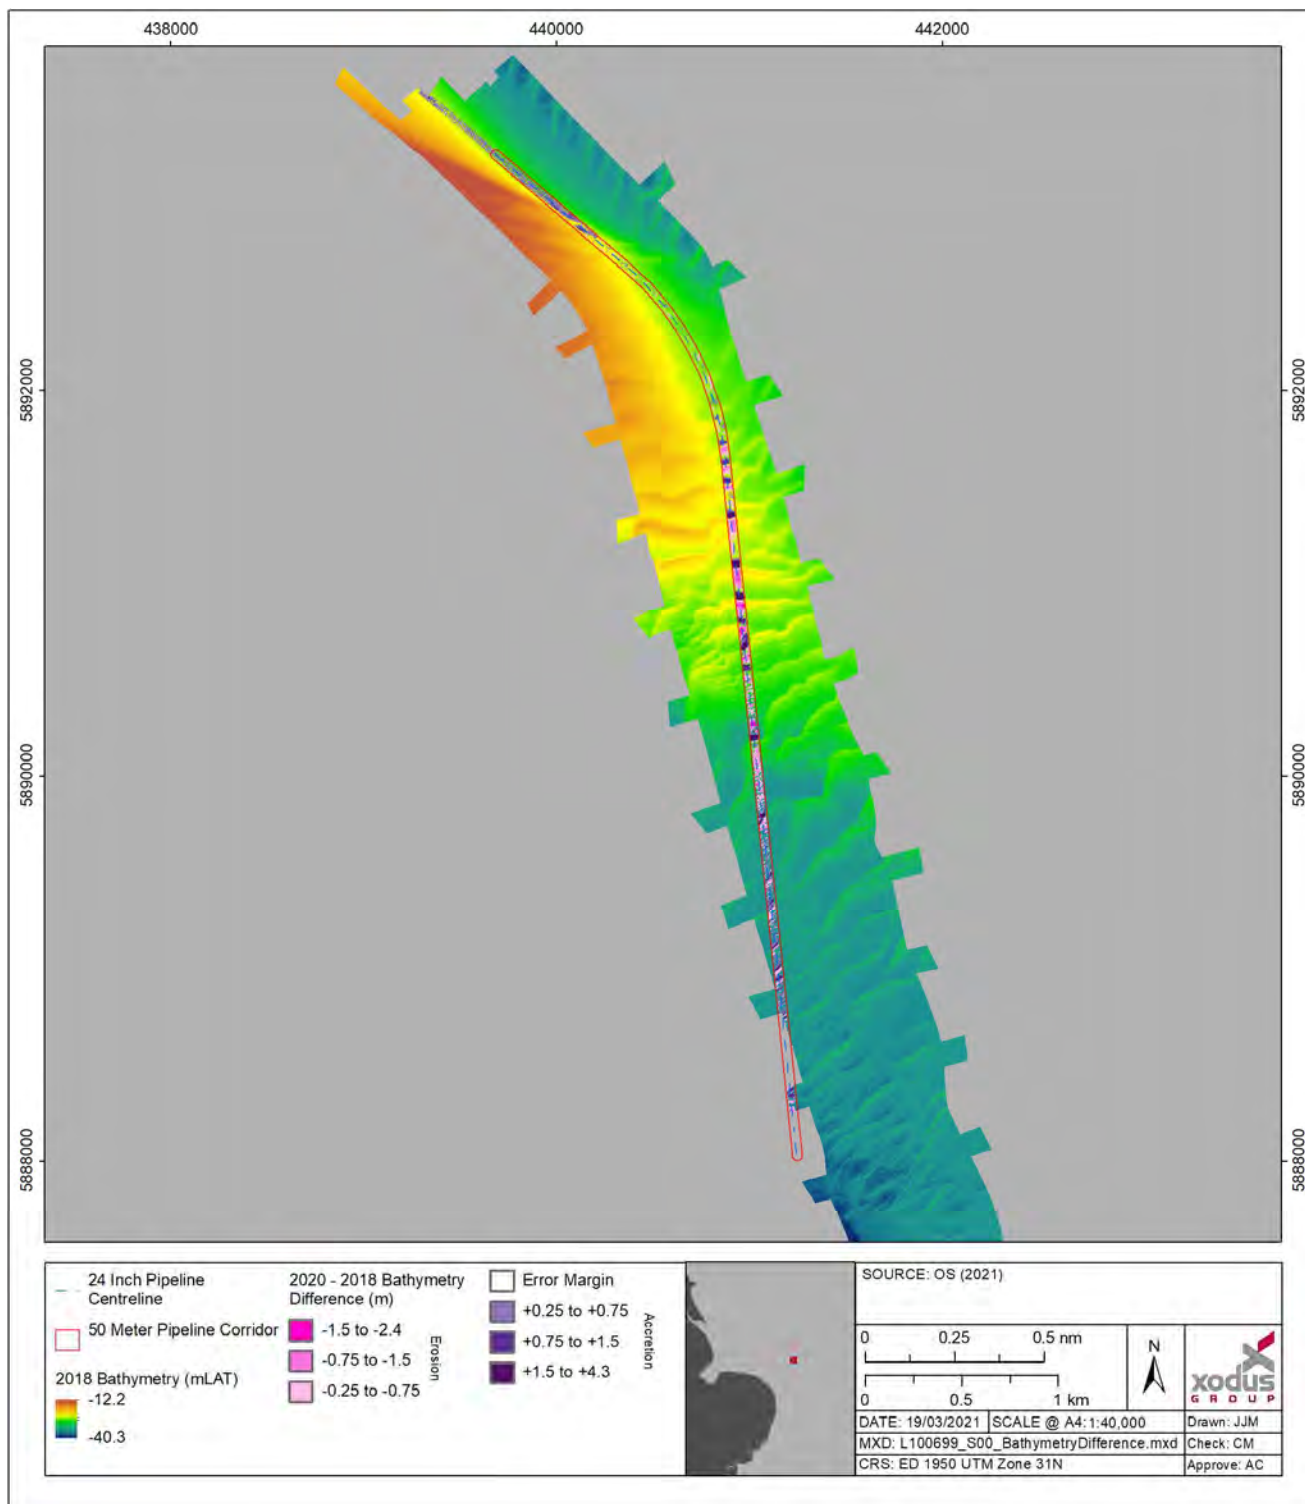 438000
440000
442000
5892000
5892000
5890000
5890000
5888000
5888000
24 Inch Pipeline
Centreline
50 Meter Pipeline Corridor
2018 Bathymetry (mLAT)
-12.2
-40.3
2020 - 2018 Bathymetry
Difference (m)
-1.5 to -2.4
-0.75 to -1.5
-0.25 to -0.75
Erosion
Error Margin
+0.25 to +0.75
+0.75 to +1.5
+1.5 to +4.3
Accretion
SOURCE: OS (2021)
0 0.25 0.5 nm
0 0.5 1 km
N
xodus
GROUP
DATE: 19/03/2021 SCALE @ A4:1:40,000 Drawn: JJM
MXD: L100699_S00_BathymetryDifference.mxd Check: CM
CRS: ED 1950 UTM Zone 31N Approve: AC